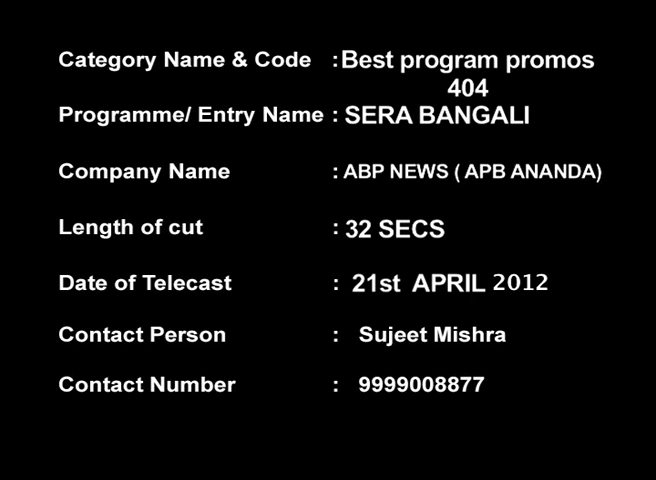 Category Name & Code : Best program promos
404
Programme/ Entry Name : SERA BANGALI
Company Name : ABP NEWS ( APB ANANDA)
Length of cut : 32 SECS
Date of Telecast : 21st APRIL 2012
Contact Person : Sujeet Mishra
Contact Number : 9999008877